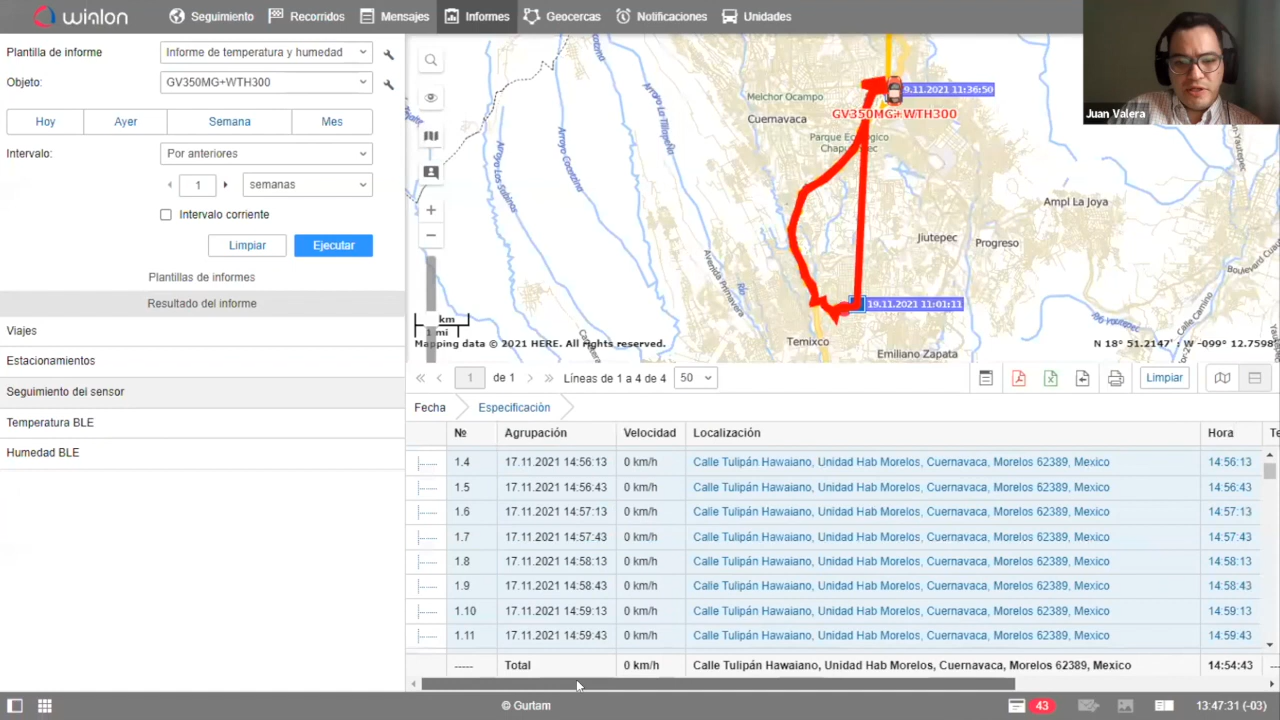 wialon
Seguimiento Recorridos Mensajes Informes Geocercas Notificaciones Unidades
Plantilla de informe
Informe de temperatura y humedad
Objeto:
GV350MG+WTH300
Hoy Ayer Semana Mes
Intervalo:
Por anteriores
1 semanas
Intervalo corriente
Limpiar Ejecutar
Plantillas de informes
Resultado del informe
Viajes
Estacionamientos
Seguimiento del sensor
Temperatura BLE
Humedad BLE
Juan Valera
Melchor Ocampo
Cuernavaca
Parque Ecológico
GV350MG+WTH300
19.11.2021 11:01:11
Arroyo Los Sabinos
Avenida Primavera
Río
Ampl La Joya
Jiutepec
Progreso
Temixco
Emiliano Zapata
km
1 mi
Mapping data © 2021 HERE. All rights reserved.
N 18° 51.2147' : W -099° 12.7598'
1 de 1 Líneas de 1 a 4 de 4 50
Limpiar
Fecha Especificaciòn
№ Agrupación Velocidad Localización Hora
1.4 17.11.2021 14:56:13 0 km/h Calle Tulipán Hawaiano, Unidad Hab Morelos, Cuernavaca, Morelos 62389, Mexico 14:56:13
1.5 17.11.2021 14:56:43 0 km/h Calle Tulipán Hawaiano, Unidad Hab Morelos, Cuernavaca, Morelos 62389, Mexico 14:56:43
1.6 17.11.2021 14:57:13 0 km/h Calle Tulipán Hawaiano, Unidad Hab Morelos, Cuernavaca, Morelos 62389, Mexico 14:57:13
1.7 17.11.2021 14:57:43 0 km/h Calle Tulipán Hawaiano, Unidad Hab Morelos, Cuernavaca, Morelos 62389, Mexico 14:57:43
1.8 17.11.2021 14:58:13 0 km/h Calle Tulipán Hawaiano, Unidad Hab Morelos, Cuernavaca, Morelos 62389, Mexico 14:58:13
1.9 17.11.2021 14:58:43 0 km/h Calle Tulipán Hawaiano, Unidad Hab Morelos, Cuernavaca, Morelos 62389, Mexico 14:58:43
1.10 17.11.2021 14:59:13 0 km/h Calle Tulipán Hawaiano, Unidad Hab Morelos, Cuernavaca, Morelos 62389, Mexico 14:59:13
1.11 17.11.2021 14:59:43 0 km/h Calle Tulipán Hawaiano, Unidad Hab Morelos, Cuernavaca, Morelos 62389, Mexico 14:59:43
----- Total 0 km/h Calle Tulipán Hawaiano, Unidad Hab Morelos, Cuernavaca, Morelos 62389, Mexico 14:54:43
© Gurtam
43
13:47:31 (-03)